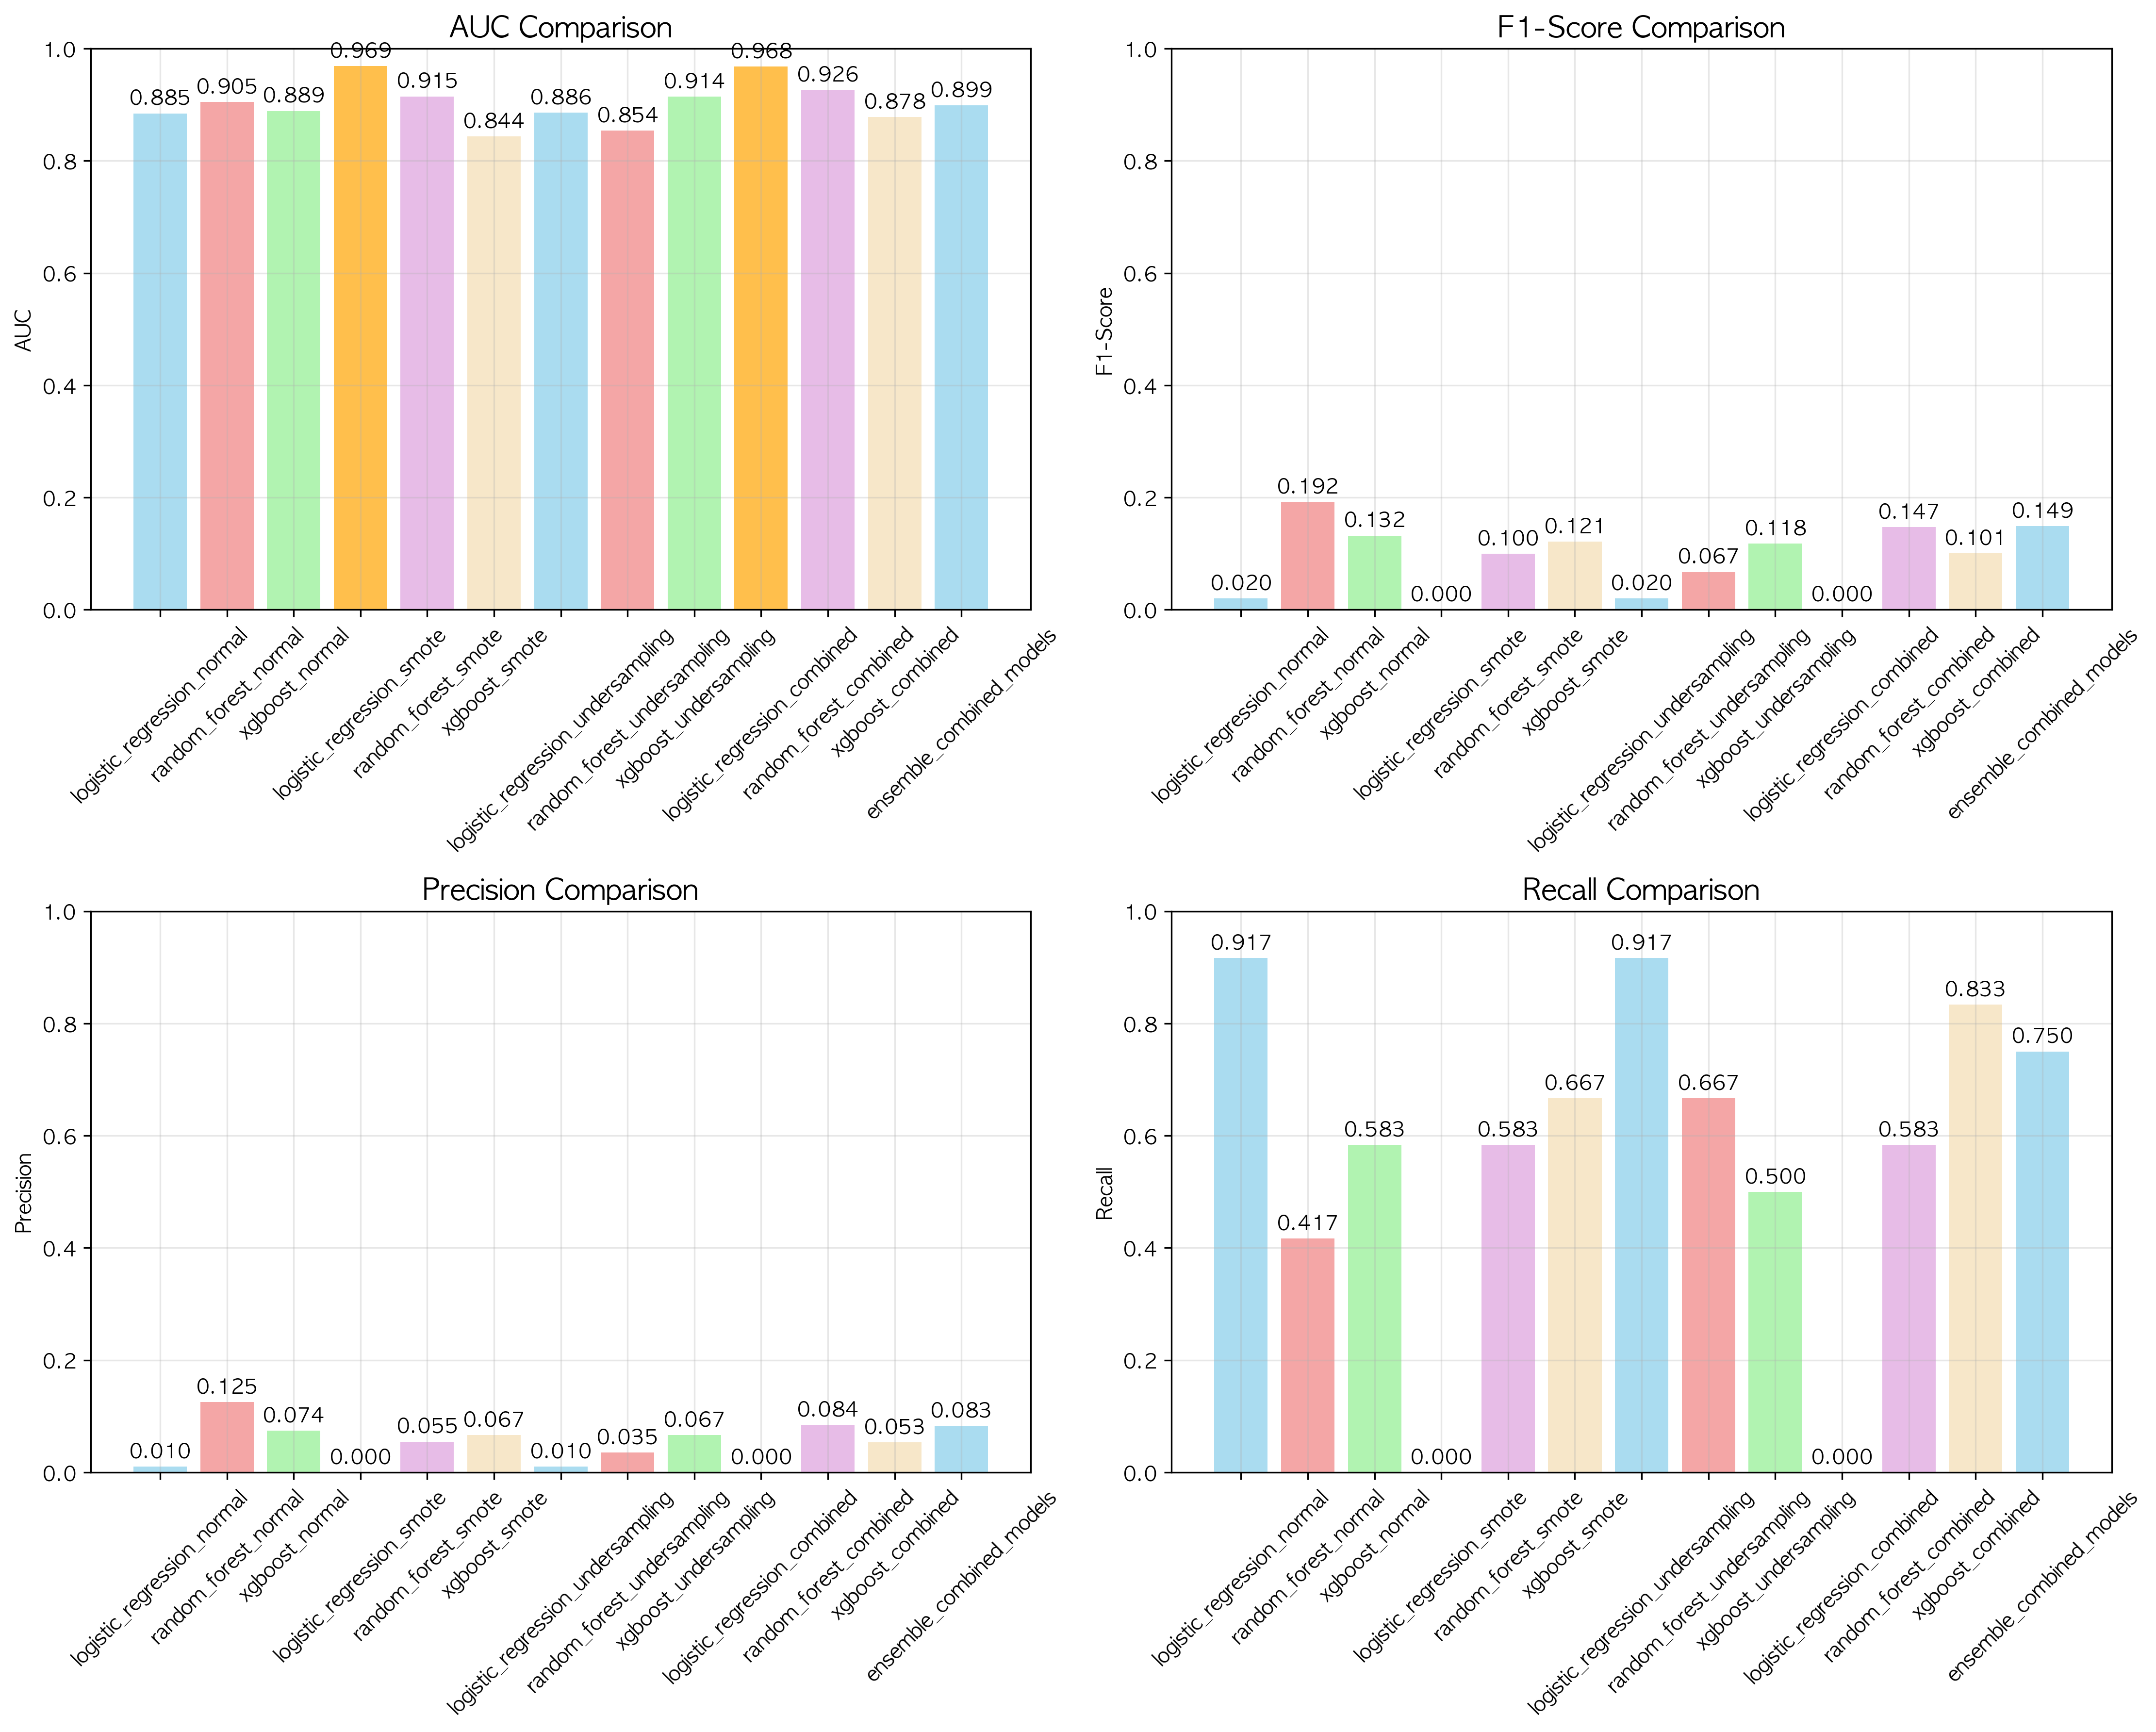 AUC Comparison
1.0
0.8
0.6
0.4
0.2
0.0
AUC
0.885
0.905
0.889
0.969
0.915
0.844
0.886
0.854
0.914
0.968
0.926
0.878
0.899
logistic_regression_normal
random_forest_normal
xgboost_normal
logistic_regression_smote
random_forest_smote
xgboost_smote
logistic_regression_undersampling
random_forest_undersampling
xgboost_undersampling
logistic_regression_combined
random_forest_combined
xgboost_combined
ensemble_combined_models
F1-Score Comparison
1.0
0.8
0.6
0.4
0.2
0.0
F1-Score
0.020
0.192
0.132
0.000
0.100
0.121
0.020
0.067
0.118
0.000
0.147
0.101
0.149
logistic_regression_normal
random_forest_normal
xgboost_normal
logistic_regression_smote
random_forest_smote
xgboost_smote
logistic_regression_undersampling
random_forest_undersampling
xgboost_undersampling
logistic_regression_combined
random_forest_combined
xgboost_combined
ensemble_combined_models
Precision Comparison
1.0
0.8
0.6
0.4
0.2
0.0
Precision
0.010
0.125
0.074
0.000
0.055
0.067
0.010
0.035
0.067
0.000
0.084
0.053
0.083
logistic_regression_normal
random_forest_normal
xgboost_normal
logistic_regression_smote
random_forest_smote
xgboost_smote
logistic_regression_undersampling
random_forest_undersampling
xgboost_undersampling
logistic_regression_combined
random_forest_combined
xgboost_combined
ensemble_combined_models
Recall Comparison
1.0
0.8
0.6
0.4
0.2
0.0
Recall
0.917
0.417
0.583
0.000
0.583
0.667
0.917
0.667
0.500
0.000
0.583
0.833
0.750
logistic_regression_normal
random_forest_normal
xgboost_normal
logistic_regression_smote
random_forest_smote
xgboost_smote
logistic_regression_undersampling
random_forest_undersampling
xgboost_undersampling
logistic_regression_combined
random_forest_combined
xgboost_combined
ensemble_combined_models